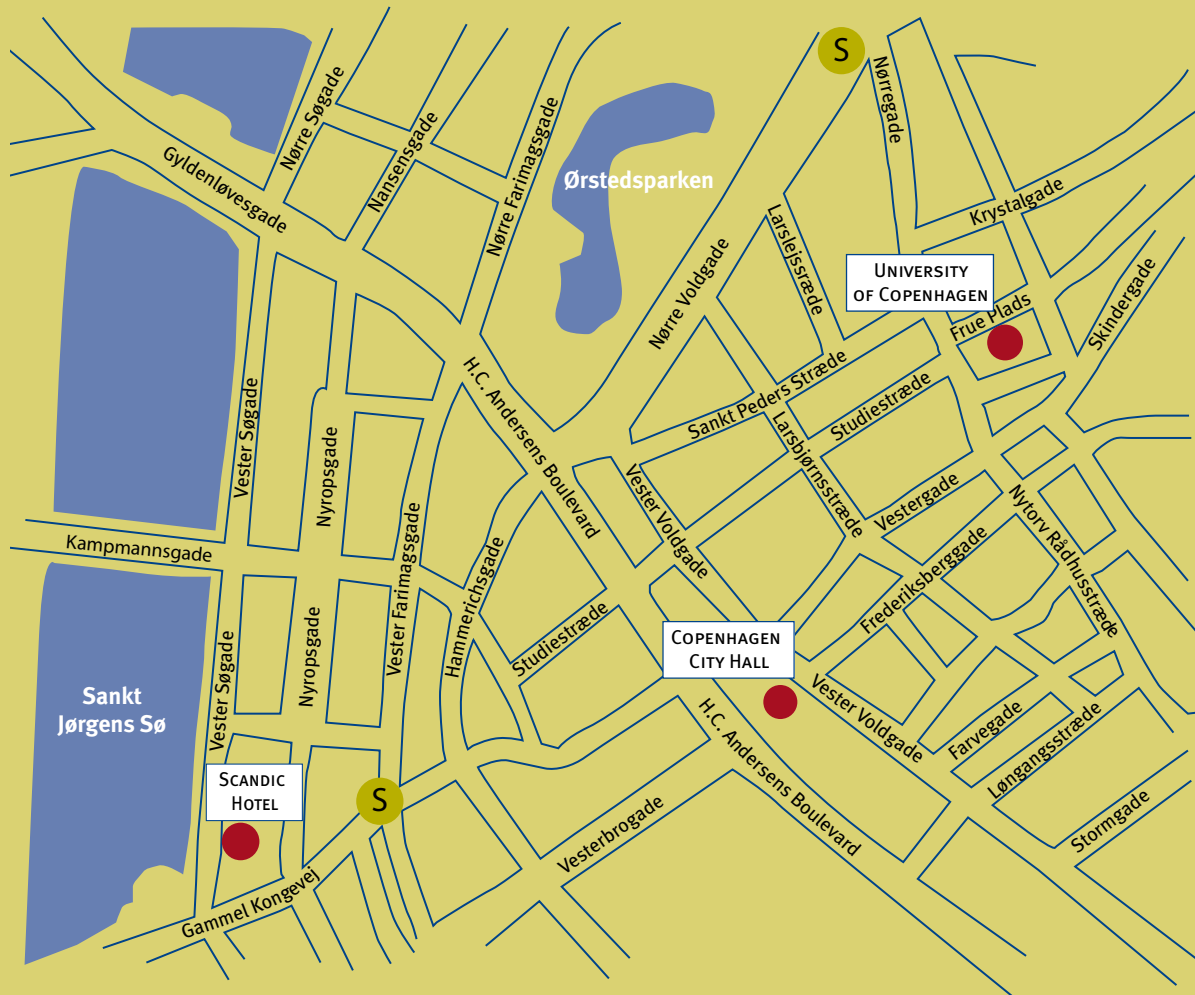 S
Nørregade
Nørre Søgade
Nansensgade
Nørre Farimagsgade
Gyldenløvesgade
Ørstedsparken
Krystalgade
Larslejssræde
Nørre Voldgade
UNIVERSITY
OF COPENHAGEN
Frue Plads
Skindergade
H.C. Andersens Boulevard
Sankt Peders Stræde
Studiestræde
Larsbjørnsstræde
Vester Søgade
Nyropsgade
Vester Voldgade
Vestergade
Nytorv Rådhusstræde
Kampmannsgade
Vester Farimagsgade
Hammerichsgade
Frederiksberggade
Studiestræde
COPENHAGEN
CITY HALL
Vester Søgade
Nyropsgade
Sankt
Jørgens Sø
H.C. Andersens Boulevard
Vester Voldgade
Farvegade
Løngangsstræde
Stormgade
SCANDIC
HOTEL
S
Vesterbrogade
Gammel Kongevej